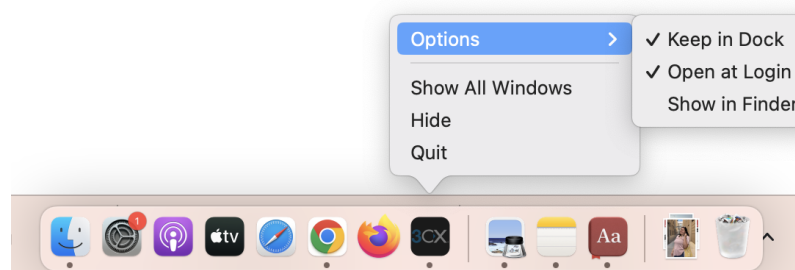 Options
✓ Keep in Dock
✓ Open at Login
Show in Finder
Show All Windows
Hide
Quit
1
tv
3CX
Aa